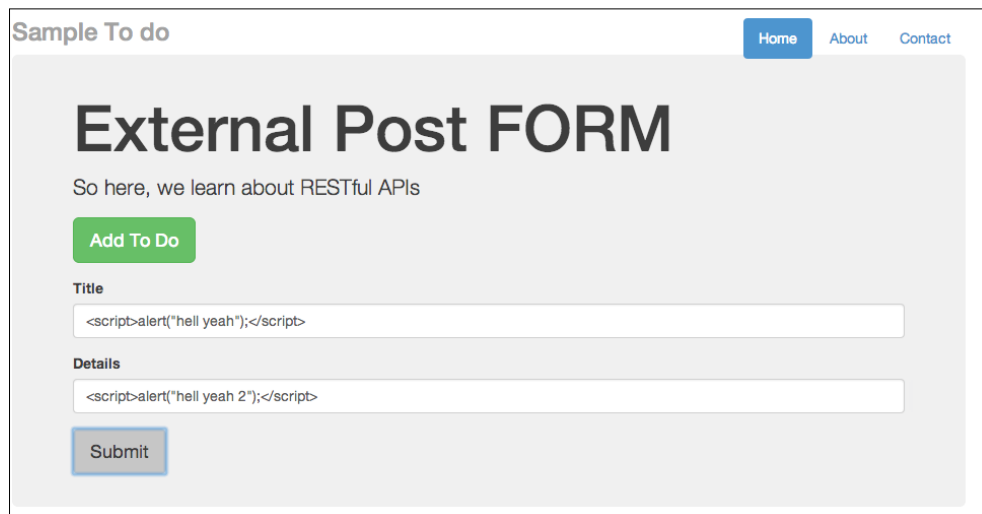 Sample To do
Home About Contact
External Post FORM
So here, we learn about RESTful APIs
Add To Do
Title
<script>alert("hell yeah");</script>
Details
<script>alert("hell yeah 2");</script>
Submit